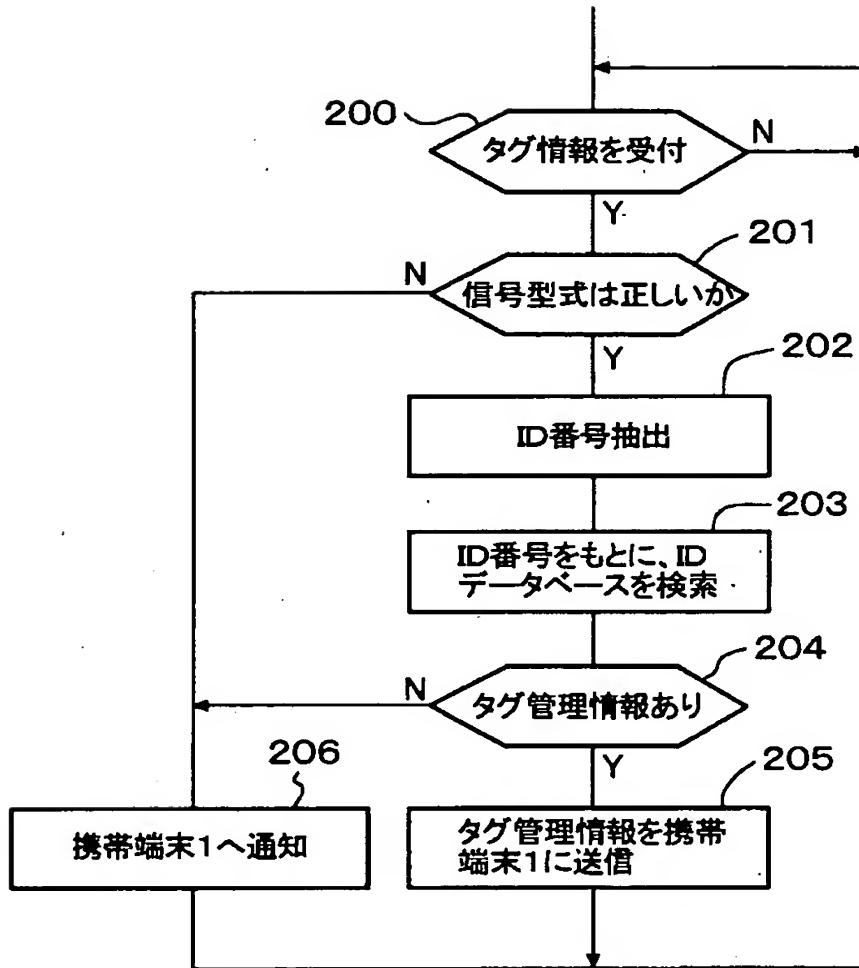 200
タグ情報を受付
N
Y
201
N
信号型式は正しいか
Y
202
ID番号抽出
203
ID番号をもとに、ID
データベースを検索
204
N
タグ管理情報あり
Y
206
205
携帯端末1へ通知
タグ管理情報を携帯
端末1に送信